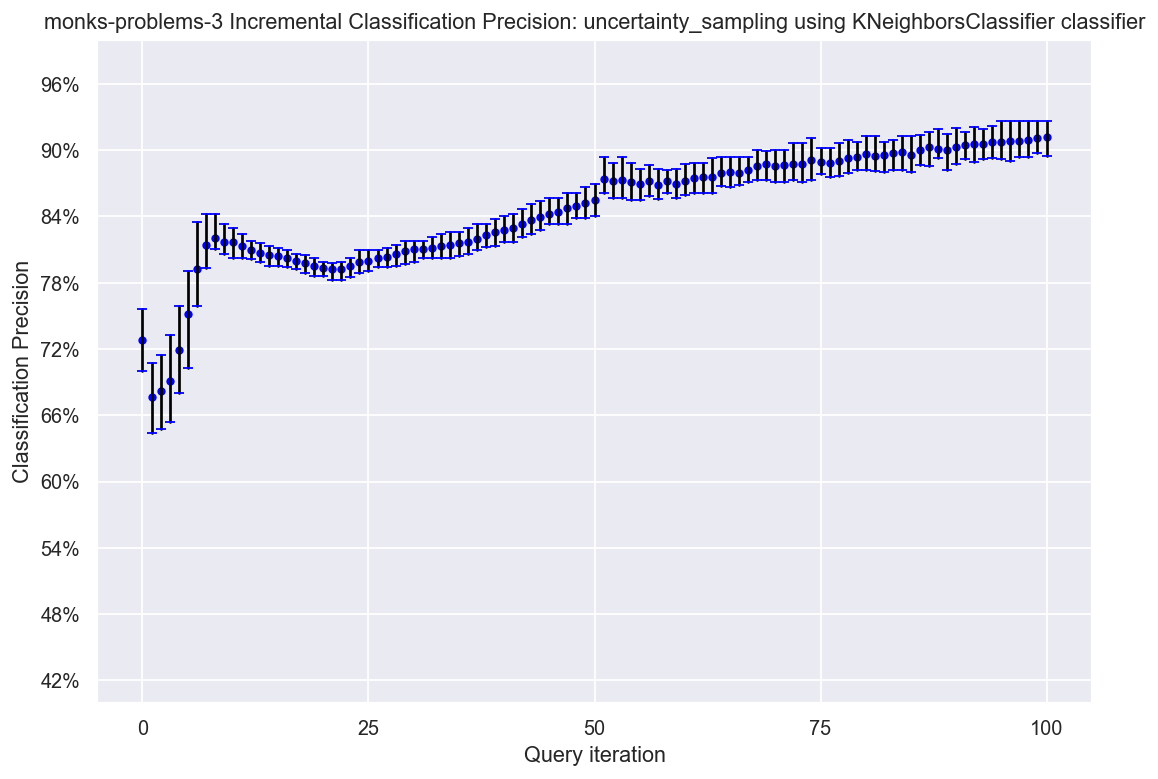 monks-problems-3 Incremental Classification Precision: uncertainty_sampling using KNeighborsClassifier classifier
96%
90%
84%
78%
72%
66%
60%
54%
48%
42%
Classification Precision
0 25 50 75 100
Query iteration